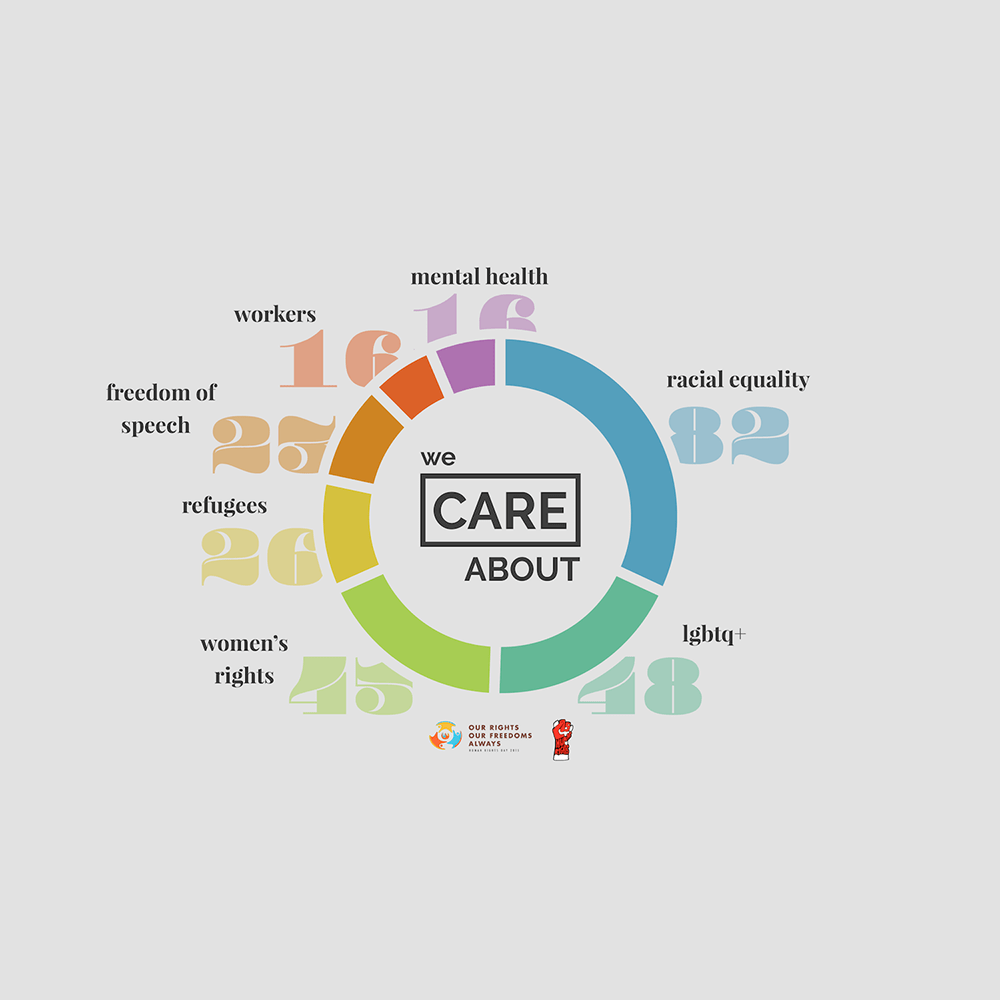 mental health
16
workers
16
freedom of
speech
27
refugees
26
women's
rights
45
racial equality
82
lgbtq+
48
we
CARE
ABOUT
OUR RIGHTS
OUR FREEDOMS
ALWAYS